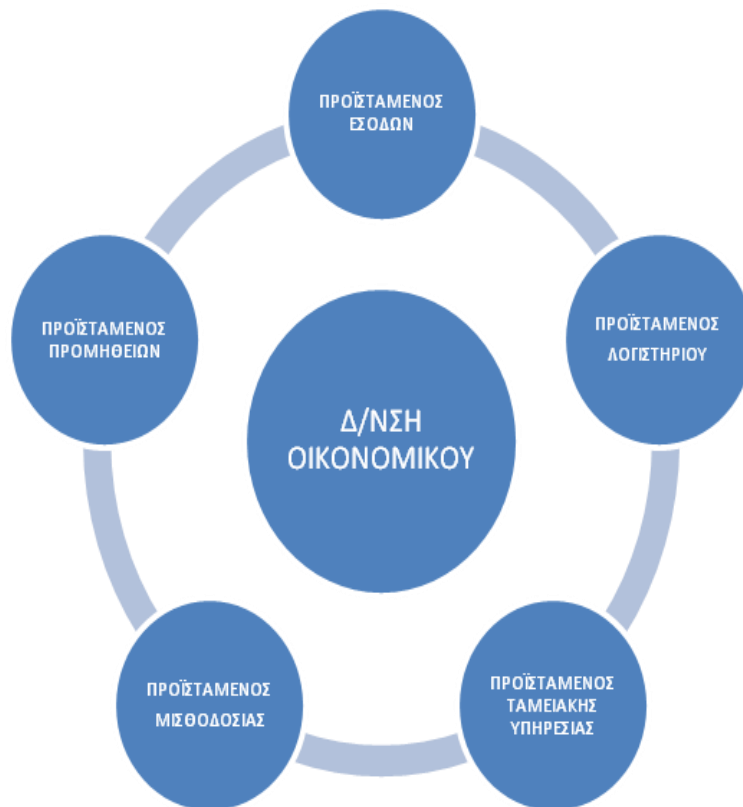 ΠΡΟΪΣΤΑΜΕΝΟΣ
ΕΣΟΔΩΝ
ΠΡΟΪΣΤΑΜΕΝΟΣ
ΛΟΓΙΣΤΗΡΙΟΥ
ΠΡΟΪΣΤΑΜΕΝΟΣ
ΤΑΜΕΙΑΚΗΣ
ΥΠΗΡΕΣΙΑΣ
ΠΡΟΪΣΤΑΜΕΝΟΣ
ΜΙΣΘΟΔΟΣΙΑΣ
ΠΡΟΪΣΤΑΜΕΝΟΣ
ΠΡΟΜΗΘΕΙΩΝ
Δ/ΝΣΗ
ΟΙΚΟΝΟΜΙΚΟΥ